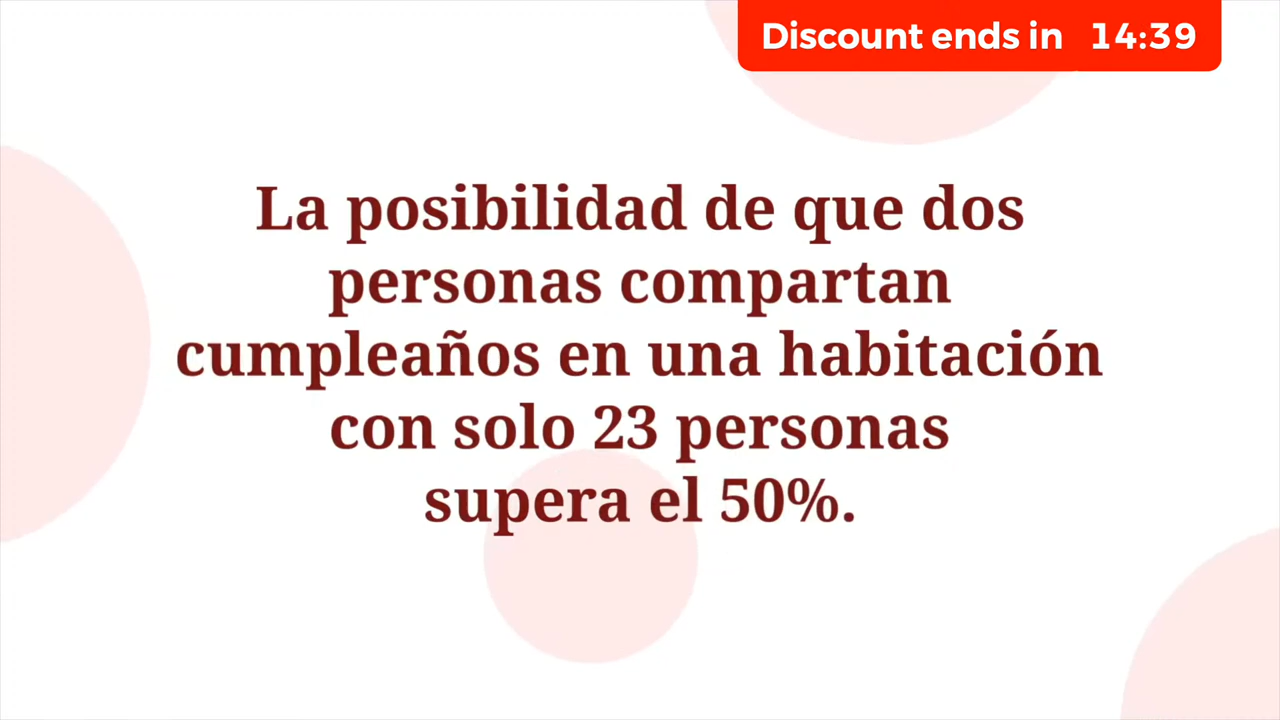 Discount ends in 14:39
La posibilidad de que dos
personas compartan
cumpleaños en una habitación
con solo 23 personas
supera el 50%.